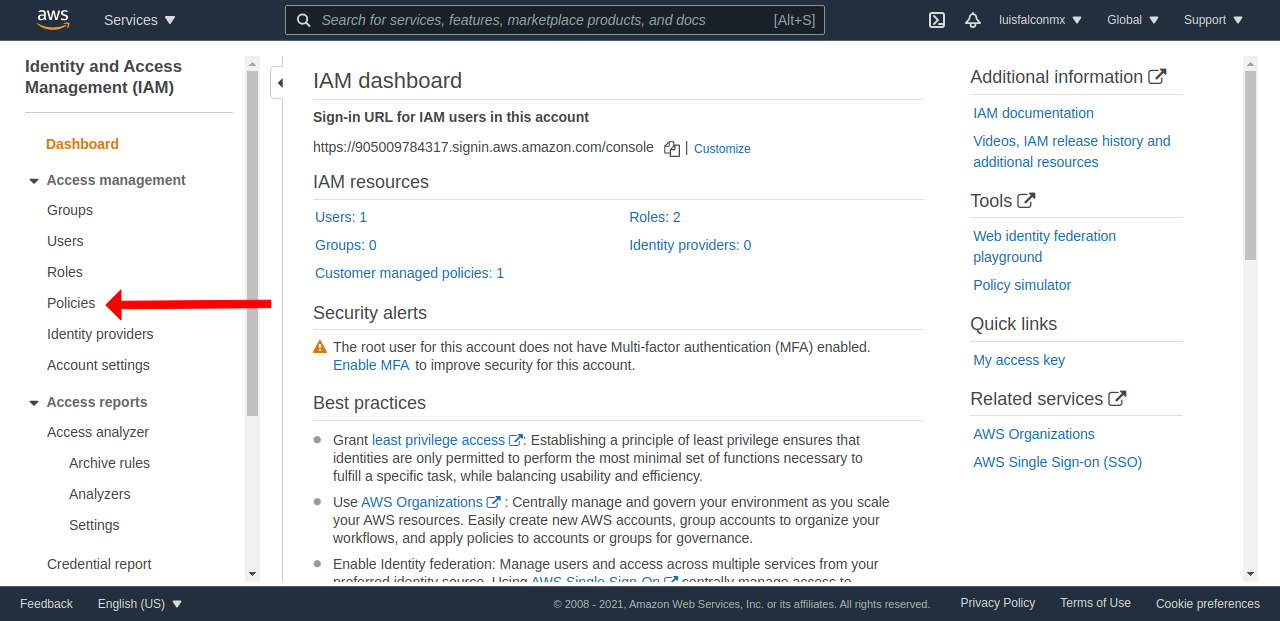 aws
Services
Search for services, features, marketplace products, and docs
[Alt+S]
luisfalconmx
Global
Support
Identity and Access
Management (IAM)
Dashboard
Access management
Groups
Users
Roles
Policies
Identity providers
Account settings
Access reports
Access analyzer
Archive rules
Analyzers
Settings
Credential report
IAM dashboard
Sign-in URL for IAM users in this account
https://905009784317.signin.aws.amazon.com/console | Customize
IAM resources
Users: 1
Roles: 2
Groups: 0
Identity providers: 0
Customer managed policies: 1
Security alerts
The root user for this account does not have Multi-factor authentication (MFA) enabled.
Enable MFA to improve security for this account.
Best practices
Grant least privilege access : Establishing a principle of least privilege ensures that
identities are only permitted to perform the most minimal set of functions necessary to
fulfill a specific task, while balancing usability and efficiency.
Use AWS Organizations : Centrally manage and govern your environment as you scale
your AWS resources. Easily create new AWS accounts, group accounts to organize your
workflows, and apply policies to accounts or groups for governance.
Enable Identity federation: Manage users and access across multiple services from your
preferred identity source. Using AWS Single Sign-On centrally manage access to
Additional information
IAM documentation
Videos, IAM release history and
additional resources
Tools
Web identity federation
playground
Policy simulator
Quick links
My access key
Related services
AWS Organizations
AWS Single Sign-on (SSO)
Feedback
English (US)
© 2008 - 2021, Amazon Web Services, Inc. or its affiliates. All rights reserved.
Privacy Policy
Terms of Use
Cookie preferences